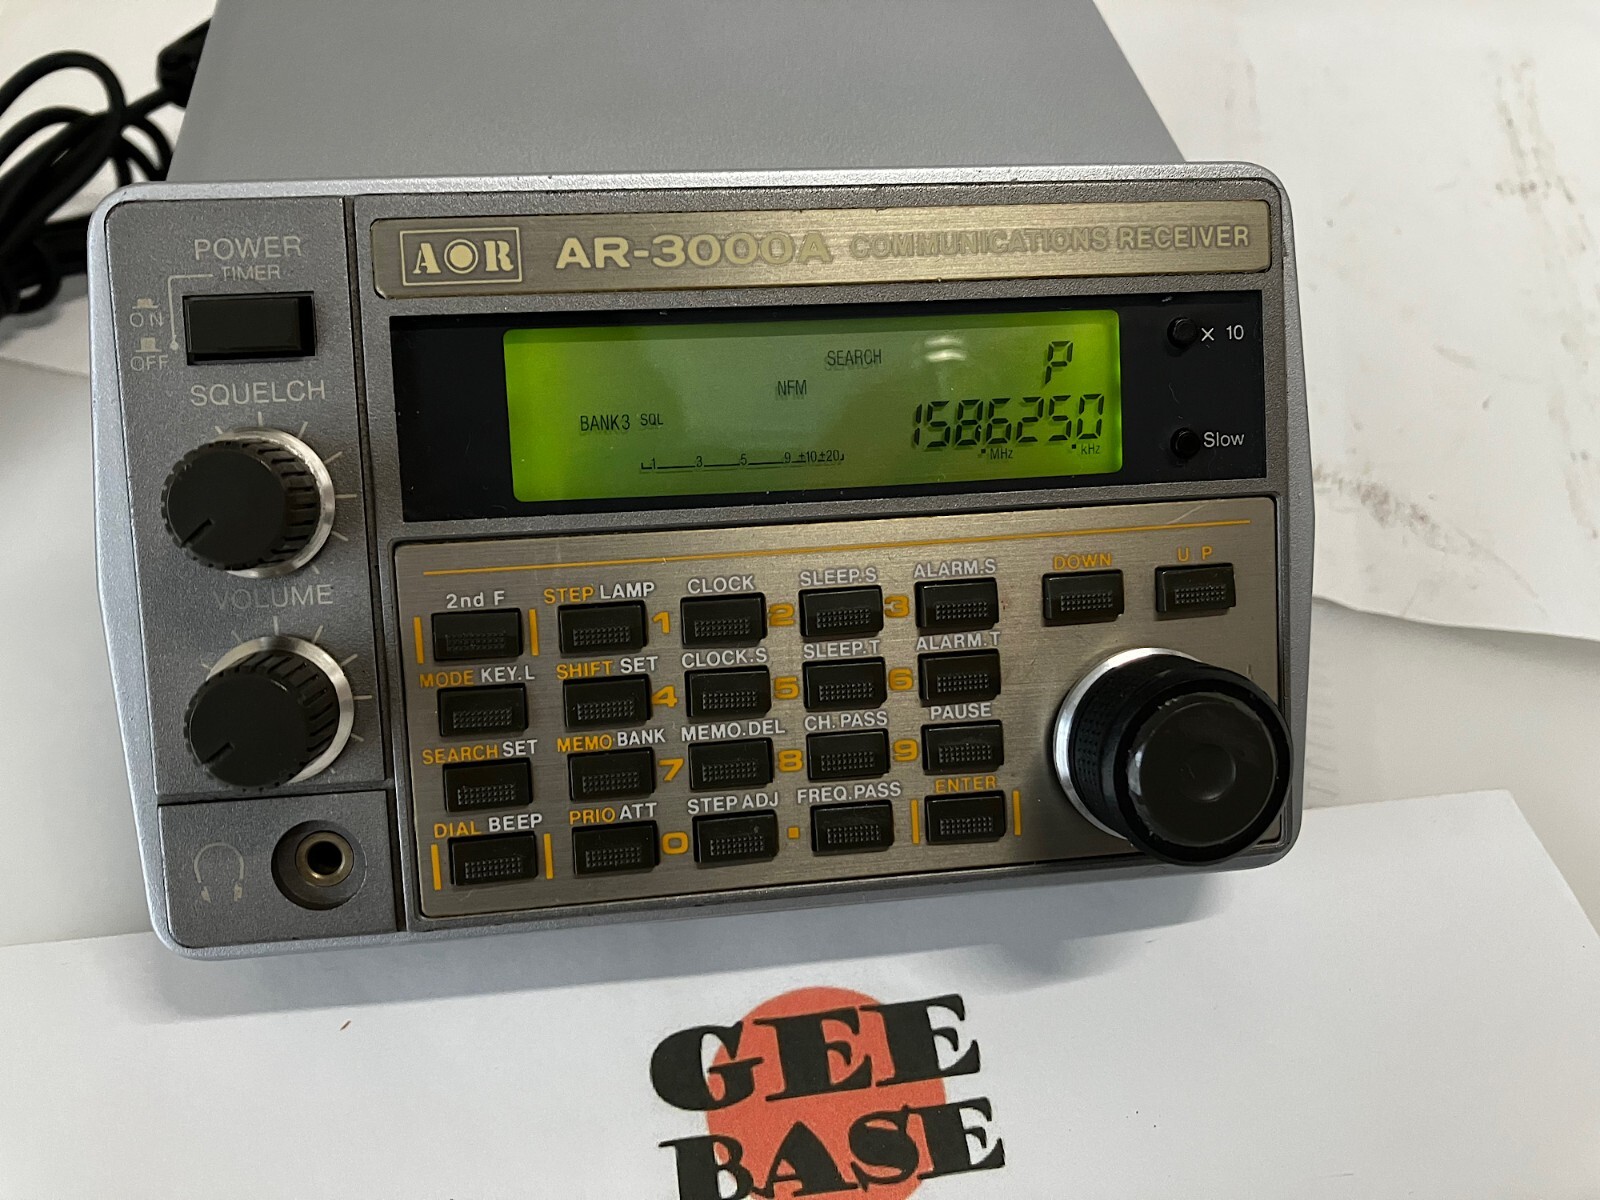 POWER
TIMER
ON
OFF
SQUELCH
VOLUME
AOR AR-3000A COMMUNICATIONS RECEIVER
SEARCH P
NFM
BANK3 SQL 1586250
1 3 5 9 +10+20 MHz kHz
X 10
Slow
2nd F STEP LAMP CLOCK SLEEP.S ALARM.S DOWN UP
1 2 3
MODE KEY.L SHIFT SET CLOCK.S SLEEP.T ALARM.T
4 5 6
SEARCH SET MEMO BANK MEMO.DEL CH.PASS PAUSE
7 8 9
DIAL BEEP PRIO ATT STEP ADJ FREQ.PASS ENTER
0 .
GEE
BASE